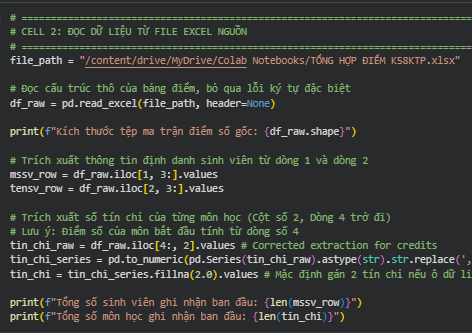 # ==================================================================
# CELL 2: ĐỌC DỮ LIỆU TỪ FILE EXCEL NGUỒN
# ==================================================================
file_path = "/content/drive/MyDrive/Colab Notebooks/TỔNG HỢP ĐIỂM K58KTP.xlsx"
# Đọc cấu trúc thô của bảng điểm, bỏ qua lỗi ký tự đặc biệt
df_raw = pd.read_excel(file_path, header=None)
print(f"Kích thước tệp ma trận điểm số gốc: {df_raw.shape}")
# Trích xuất thông tin định danh sinh viên từ dòng 1 và dòng 2
mssv_row = df_raw.iloc[1, 3:].values
tensv_row = df_raw.iloc[2, 3:].values
# Trích xuất số tín chỉ của từng môn học (Cột số 2, Dòng 4 trở đi)
# Lưu ý: Điểm số của môn bắt đầu tính từ dòng số 4
tin_chi_raw = df_raw.iloc[4:, 2].values # Corrected extraction for credits
tin_chi_series = pd.to_numeric(pd.Series(tin_chi_raw).astype(str).str.replace(',
tin_chi = tin_chi_series.fillna(2.0).values # Mặc định gán 2 tín chỉ nếu ô dữ li
print(f"Tổng số sinh viên ghi nhận ban đầu: {len(mssv_row)}")
print(f"Tổng số môn học ghi nhận ban đầu: {len(tin_chi)}")